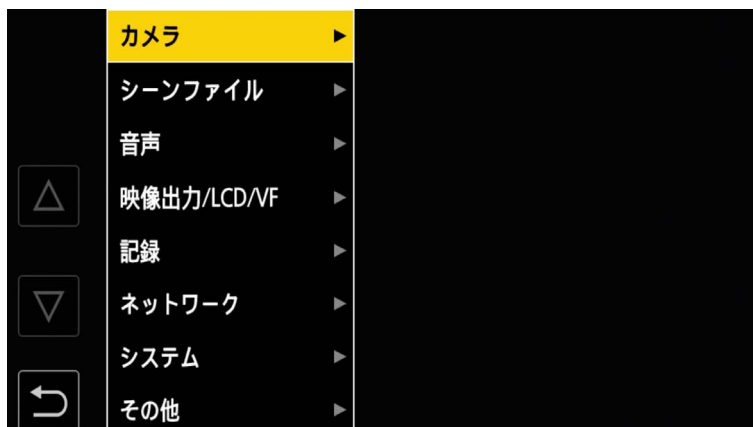 カメラ
シーンファイル
音声
映像出力/LCD/VF
記録
ネットワーク
システム
その他